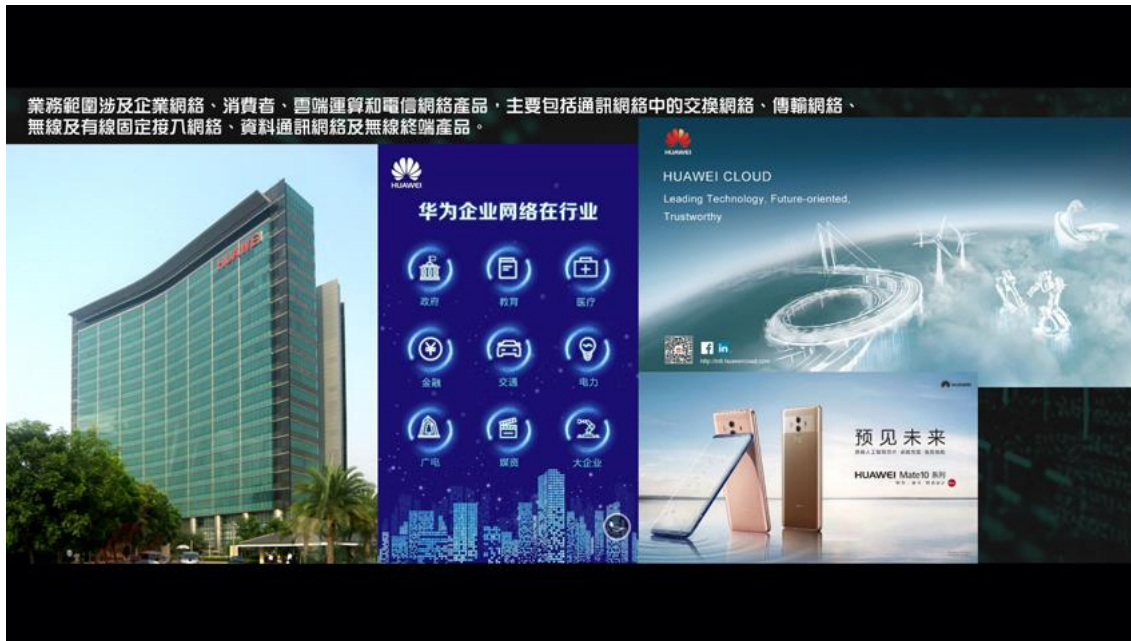 業務範圍涉及企業網絡、消費者、雲端運算和電信網絡產品，主要包括通訊網絡中的交換網絡、傳輸網絡、
無線及有線固定接入網絡、資料通訊網絡及無線終端產品。
HUAWEI
HUAWEI
华为企业网络在行业
政府
教育
医疗
金融
交通
电力
广电
媒资
大企业
HUAWEI
HUAWEI CLOUD
Leading Technology, Future-oriented,
Trustworthy
f in
HUAWEI
预见未来
HUAWEI Mate10 系列